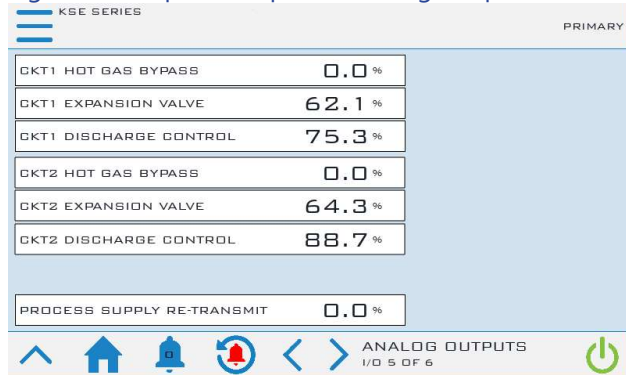 KSE SERIES
PRIMARY
CKT1 HOT GAS BYPASS 0.0 %
CKT1 EXPANSION VALVE 62.1 %
CKT1 DISCHARGE CONTROL 75.3 %
CKT2 HOT GAS BYPASS 0.0 %
CKT2 EXPANSION VALVE 64.3 %
CKT2 DISCHARGE CONTROL 88.7 %
PROCESS SUPPLY RE-TRANSMIT 0.0 %
0
ANALOG OUTPUTS
I/O 5 OF 6